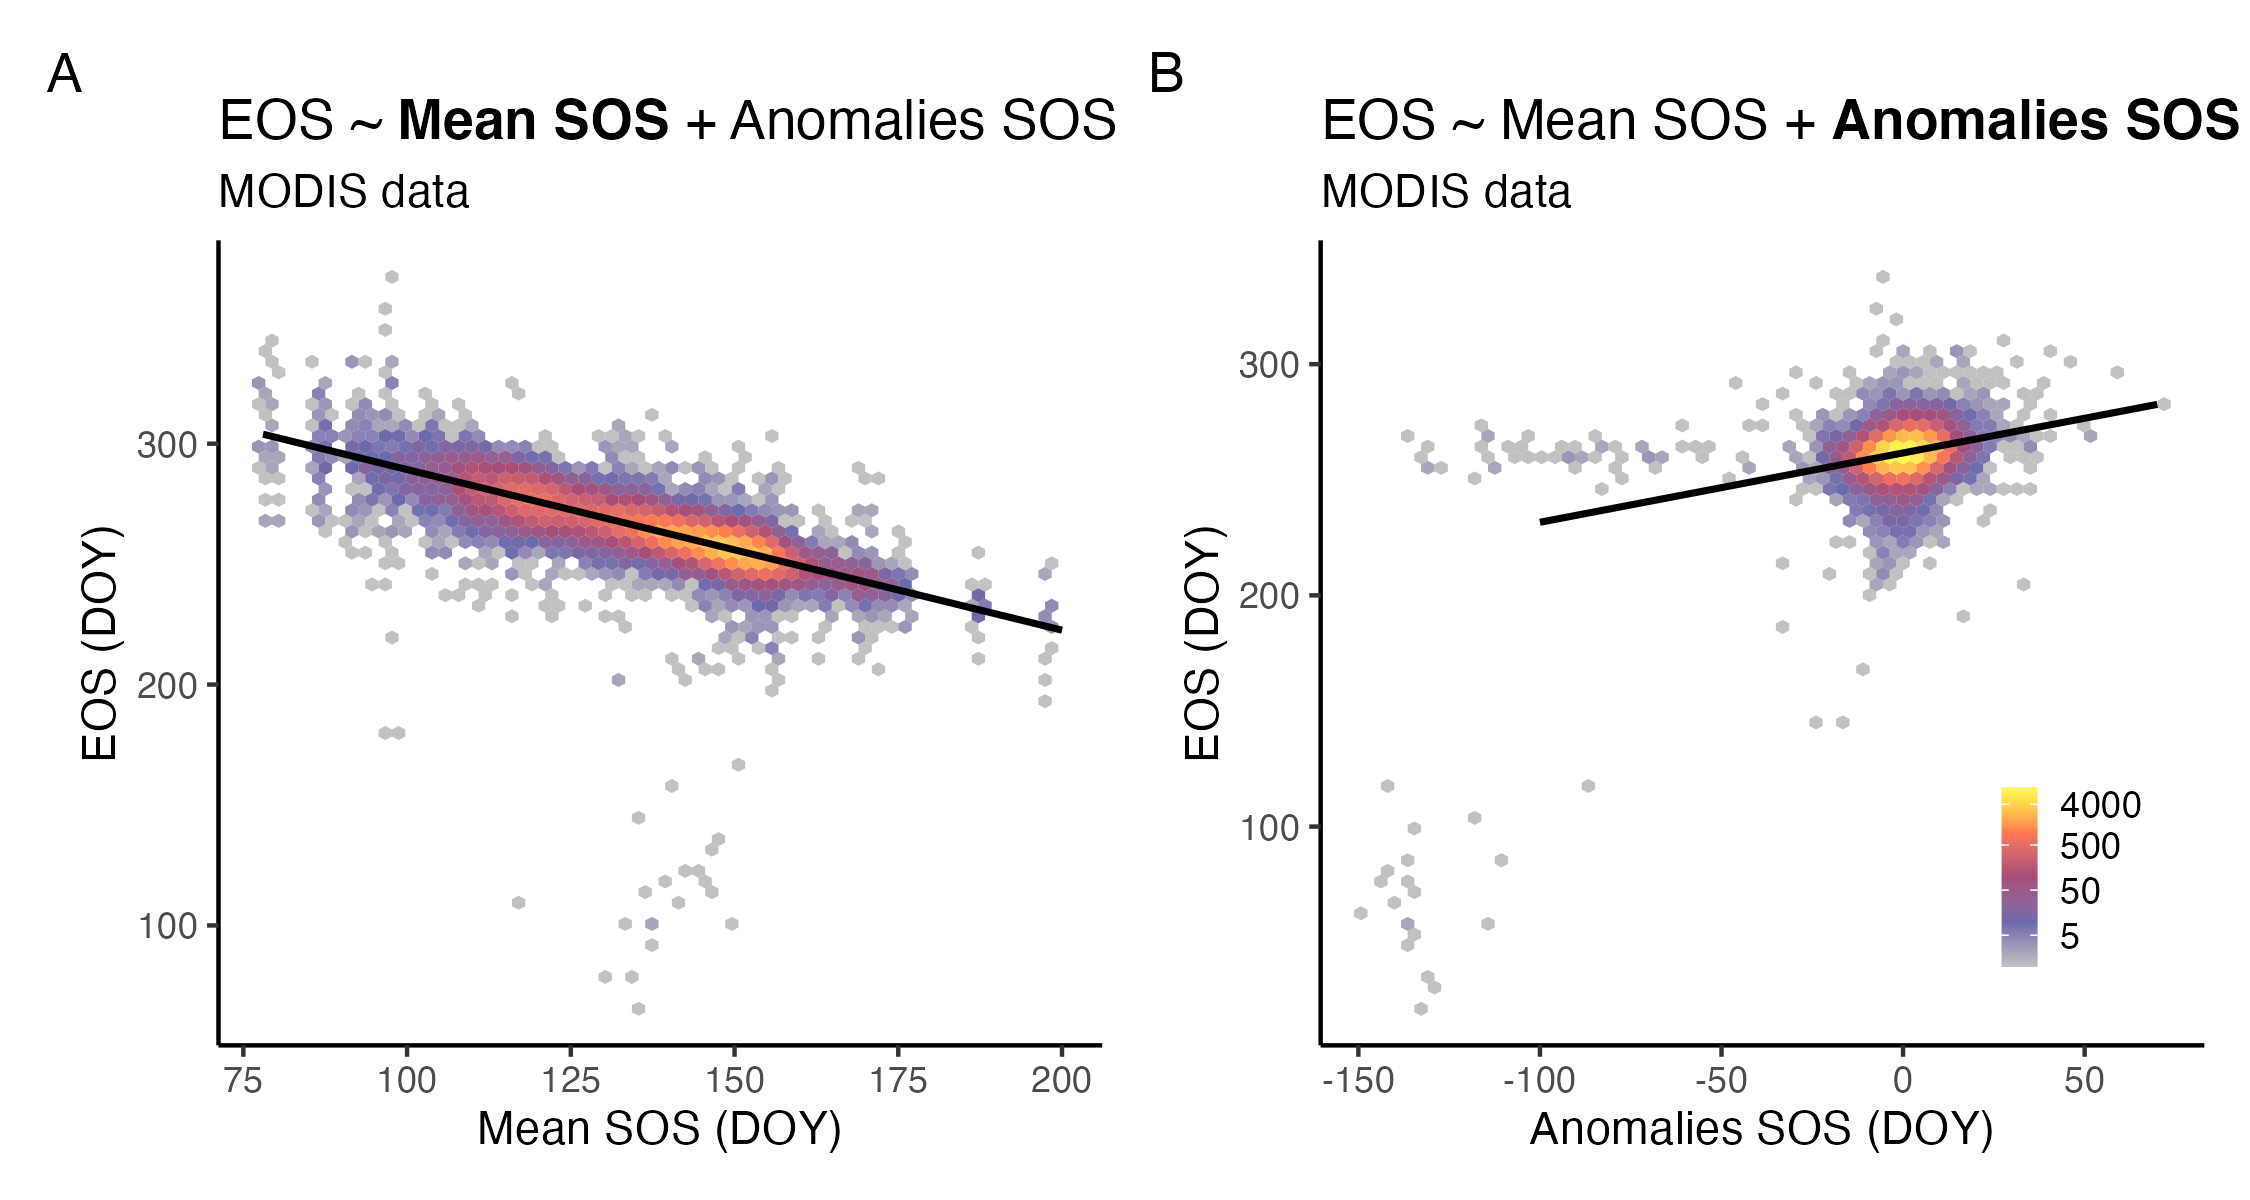 A
EOS ~ Mean SOS + Anomalies SOS
MODIS data
EOS (DOY)
300
200
100
75 100 125 150 175 200
Mean SOS (DOY)
B
EOS ~ Mean SOS + Anomalies SOS
MODIS data
EOS (DOY)
300
200
100
4000
500
50
5
-150 -100 -50 0 50
Anomalies SOS (DOY)